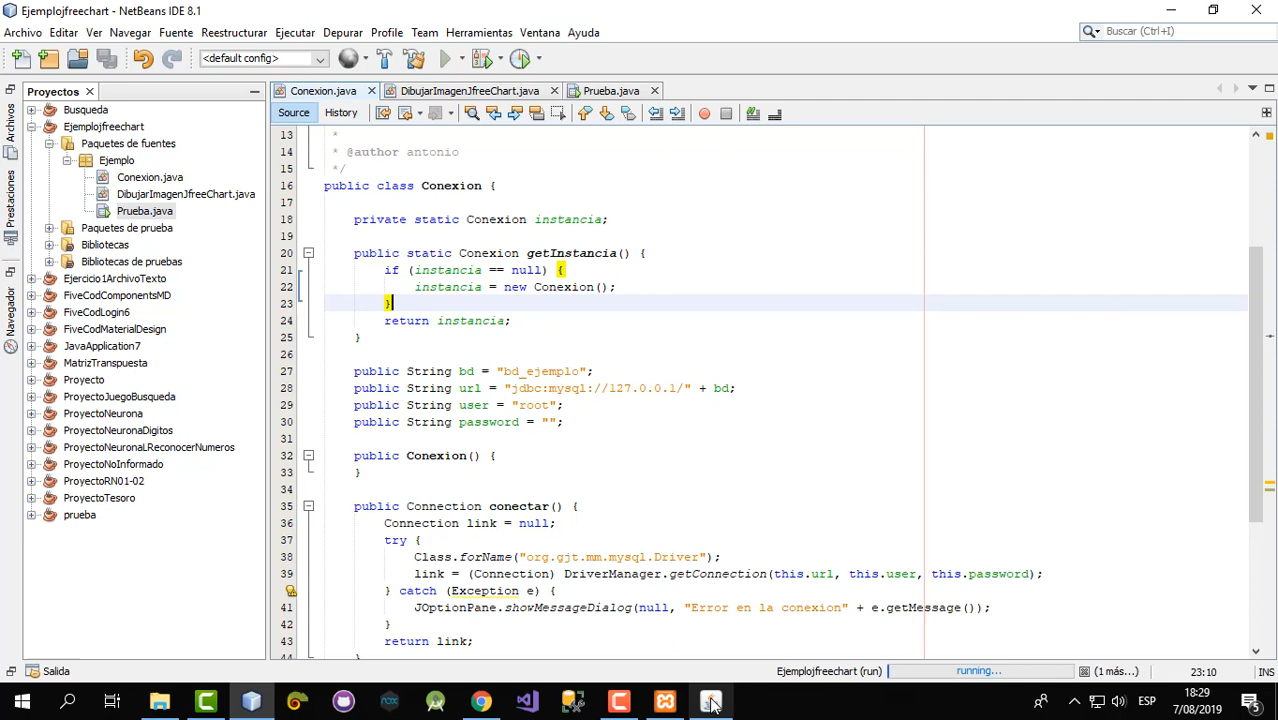 Ejemplojfreechart - NetBeans IDE 8.1
Archivo Editar Ver Navegar Fuente Reestructurar Ejecutar Depurar Profile Team Herramientas Ventana Ayuda
Buscar (Ctrl+I)
<default config>
Proyectos
Conexion.java
DibujarImagenJfreeChart.java
Prueba.java
Source
History
Archivos
Prestaciones
Navegador
Busqueda
Ejemplojfreechart
Paquetes de fuentes
Ejemplo
Conexion.java
DibujarImagenJfreeChart.java
Prueba.java
Paquetes de prueba
Bibliotecas
Bibliotecas de pruebas
Ejercicio1ArchivoTexto
FiveCodComponentsMD
FiveCodLogin6
FiveCodMaterialDesign
JavaApplication7
MatrizTranspuesta
Proyecto
ProyectoJuegoBusqueda
ProyectoNeurona
ProyectoNeuronaDigitos
ProyectoNeuronaLReconocerNumeros
ProyectoNoInformado
ProyectoRN01-02
ProyectoTesoro
prueba
13 *
14 * @author antonio
15 */
16 public class Conexion {
17
18 private static Conexion instancia;
19
20 public static Conexion getInstancia() {
21 if (instancia == null) {
22 instancia = new Conexion();
23 }
24 return instancia;
25 }
26
27 public String bd = "bd_ejemplo";
28 public String url = "jdbc:mysql://127.0.0.1/" + bd;
29 public String user = "root";
30 public String password = "";
31
32 public Conexion() {
33 }
34
35 public Connection conectar() {
36 Connection link = null;
37 try {
38 Class.forName("org.gjt.mm.mysql.Driver");
39 link = (Connection) DriverManager.getConnection(this.url, this.user, this.password);
} catch (Exception e) {
41 JOptionPane.showMessageDialog(null, "Error en la conexion" + e.getMessage());
42 }
43 return link;
44 }
Salida
Ejemplojfreechart (run)
running...
(1 más...)
23:10
INS
ESP
18:29
7/08/2019
5